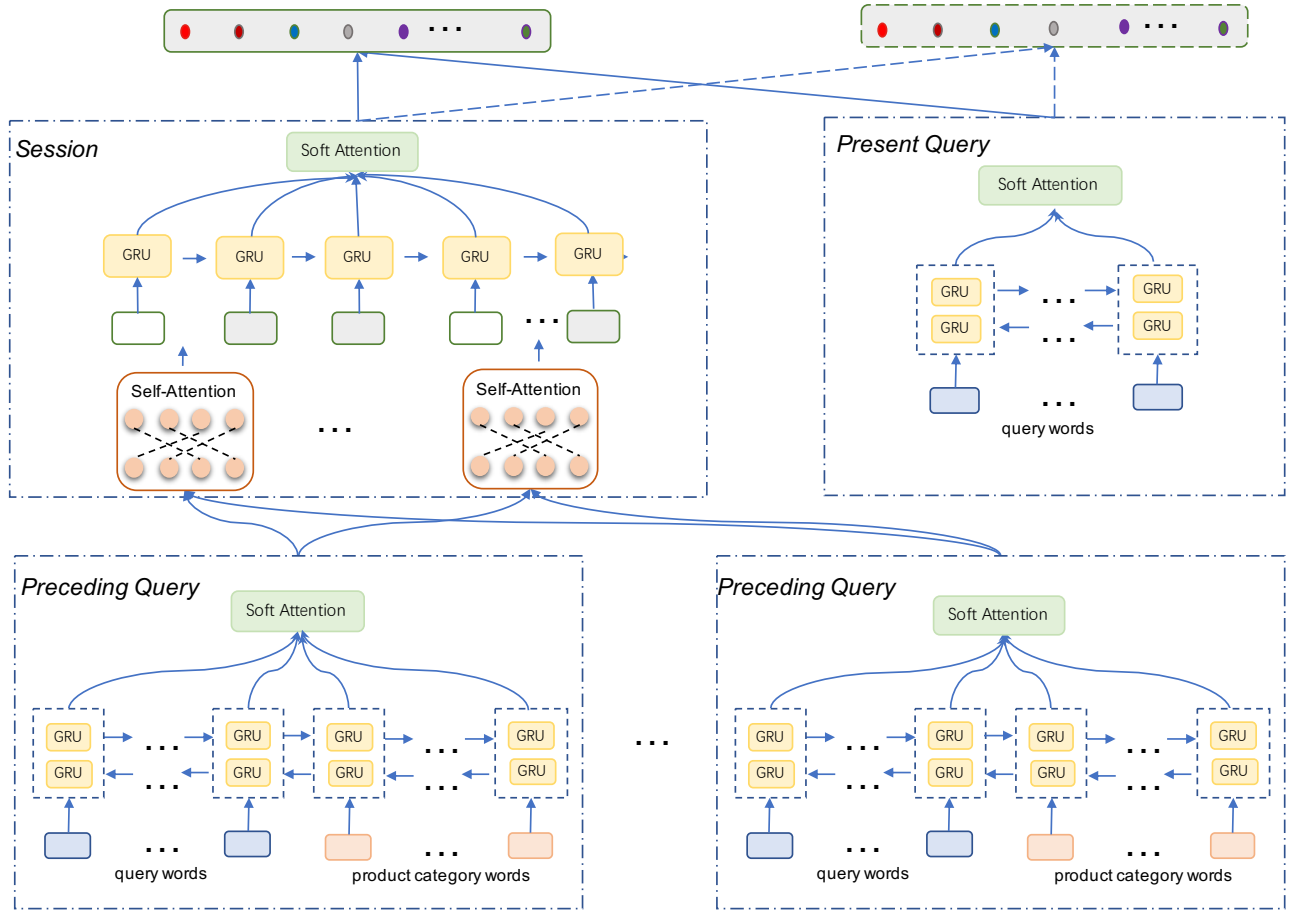 Session
Soft Attention
GRU GRU GRU GRU GRU
...
Self-Attention
Self-Attention
...
Present Query
Soft Attention
GRU GRU
...
GRU GRU
...
...
query words
Preceding Query
Soft Attention
GRU GRU GRU GRU
... ...
GRU GRU GRU GRU
... ...
... ...
query words product category words
...
Preceding Query
Soft Attention
GRU GRU GRU GRU
... ...
GRU GRU GRU GRU
... ...
... ...
query words product category words